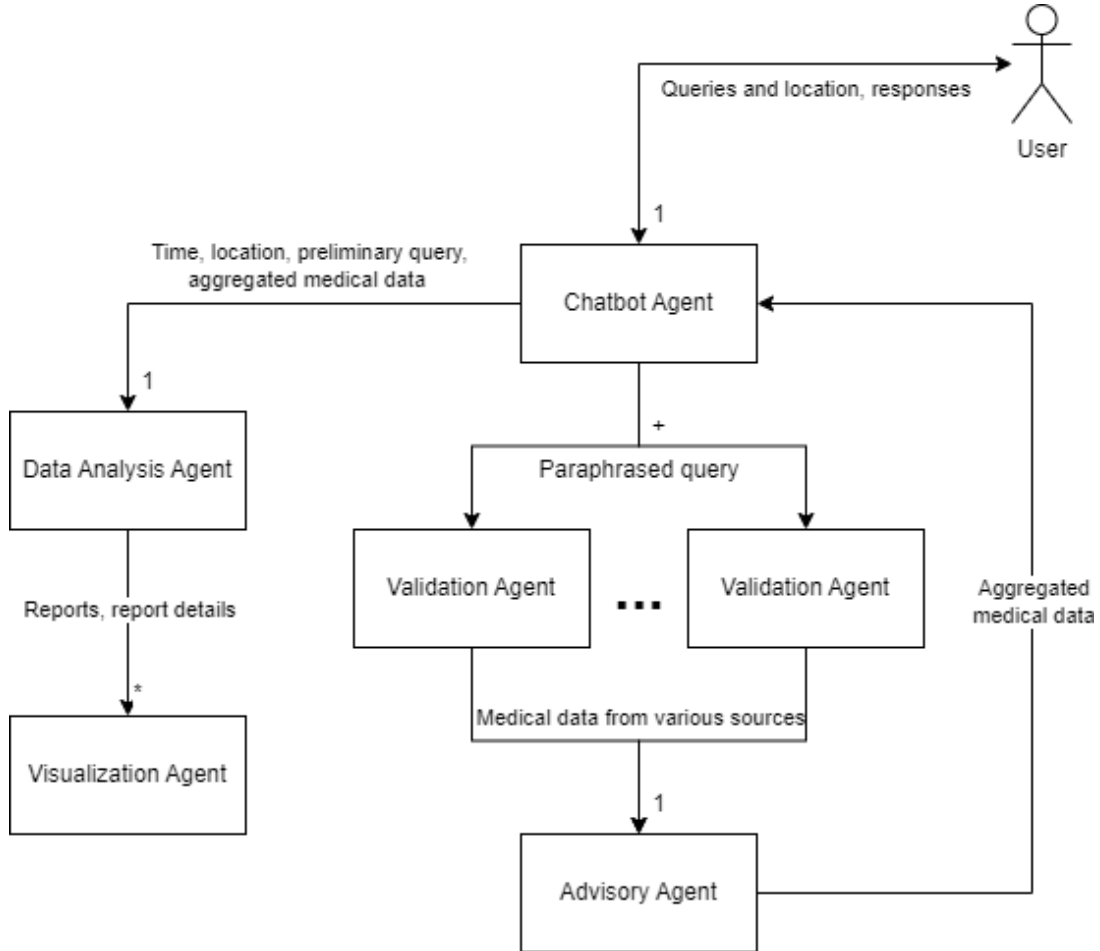 Queries and location, responses
User
1
Time, location, preliminary query,
aggregated medical data
Chatbot Agent
1
+
Data Analysis Agent
Paraphrased query
Validation Agent
...
Validation Agent
Aggregated
medical data
Reports, report details
*
Medical data from various sources
Visualization Agent
1
Advisory Agent